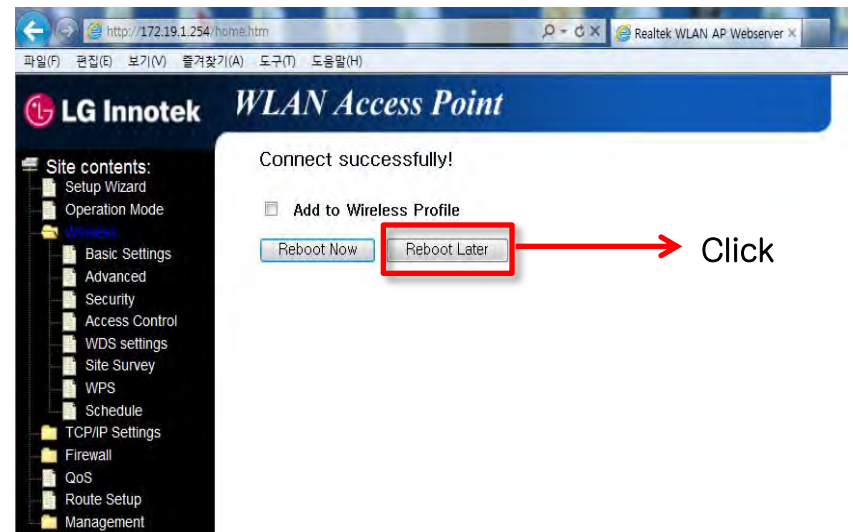 http://172.19.1.254/home.htm
Realtek WLAN AP Webserver
파일(F) 편집(E) 보기(V) 즐겨찾기(A) 도구(T) 도움말(H)
LG Innotek
WLAN Access Point
Site contents:
Setup Wizard
Operation Mode
Wireless
Basic Settings
Advanced
Security
Access Control
WDS settings
Site Survey
WPS
Schedule
TCP/IP Settings
Firewall
QoS
Route Setup
Management
Connect successfully!
Add to Wireless Profile
Reboot Now Reboot Later
Click